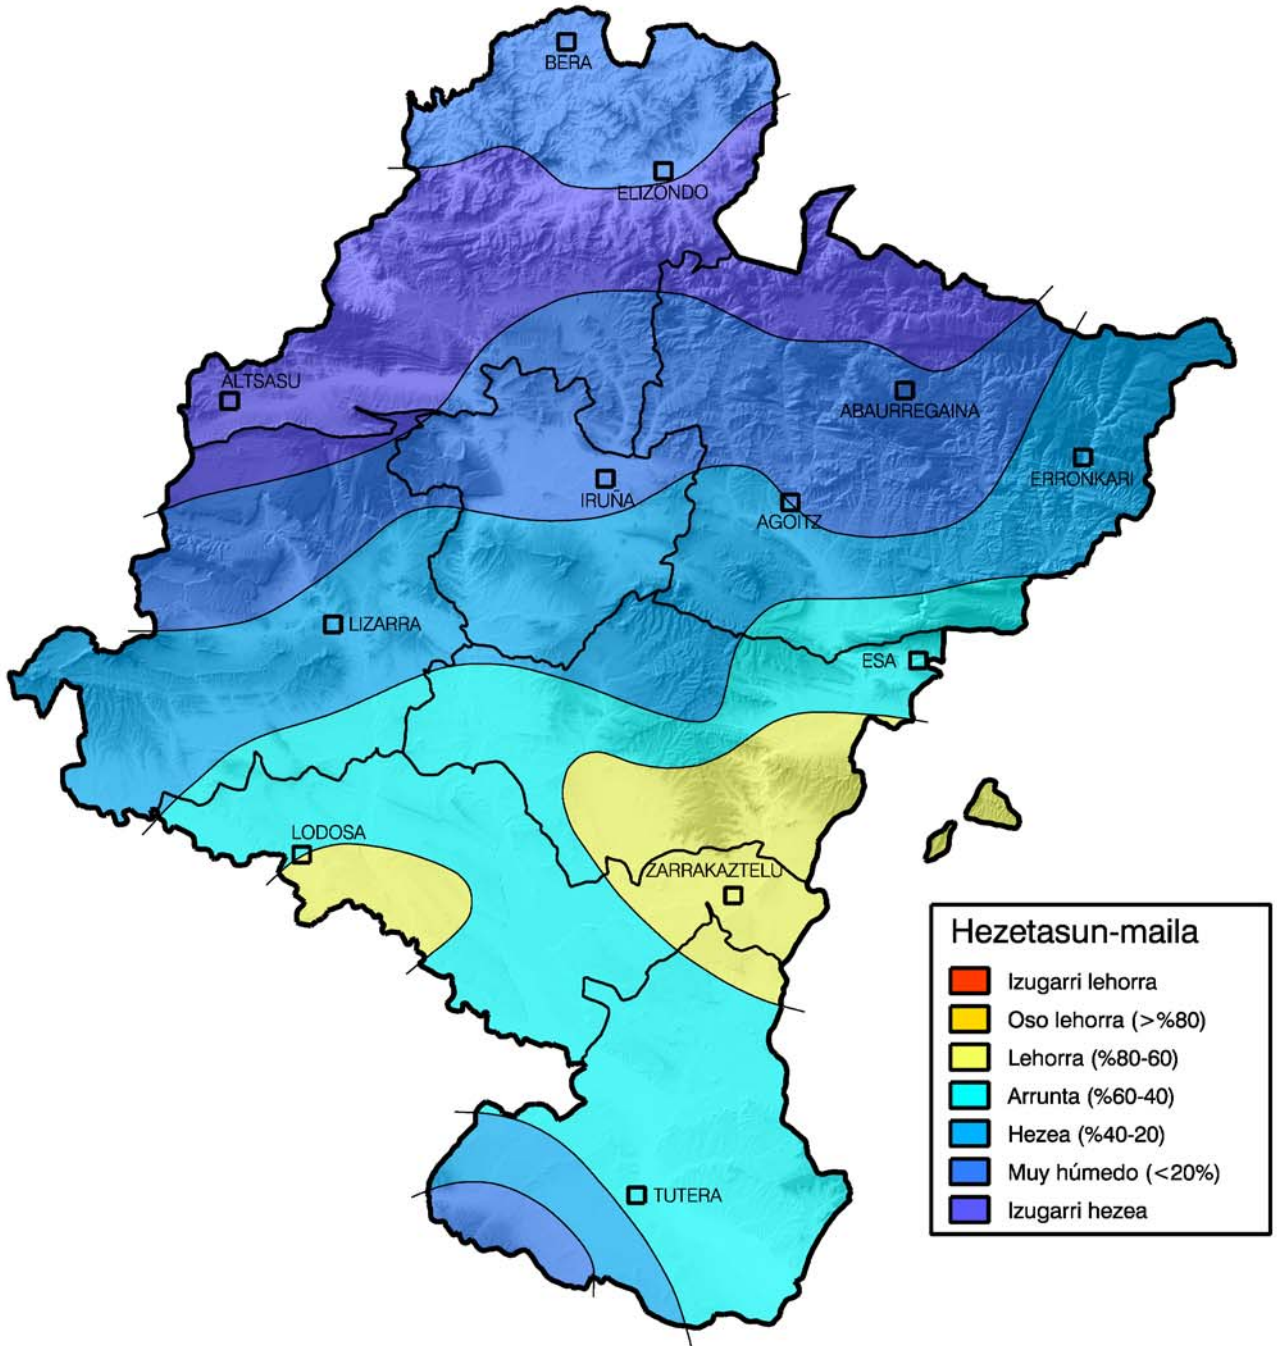 BERA
ELIZONDO
ALTSASU
ABAURREGAINA
ERRONKARI
IRUÑA
AGOITZ
LIZARRA
ESA
LODOSA
ZARRAKAZTELU
TUTERA
Hezetasun-maila
Izugarri lehorra
Oso lehorra (>%80)
Lehorra (%80-60)
Arrunta (%60-40)
Hezea (%40-20)
Muy húmedo (<20%)
Izugarri hezea